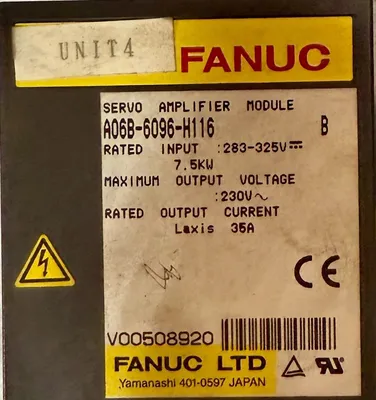 UNIT4
FANUC
SERVO AMPLIFIER MODULE
A06B-6096-H116 B
RATED INPUT :283-325V⎓
7.5KW
MAXIMUM OUTPUT VOLTAGE
:230V~
RATED OUTPUT CURRENT
Laxis 35A
CE
V00508920
FANUC LTD
Yamanashi 401-0597 JAPAN